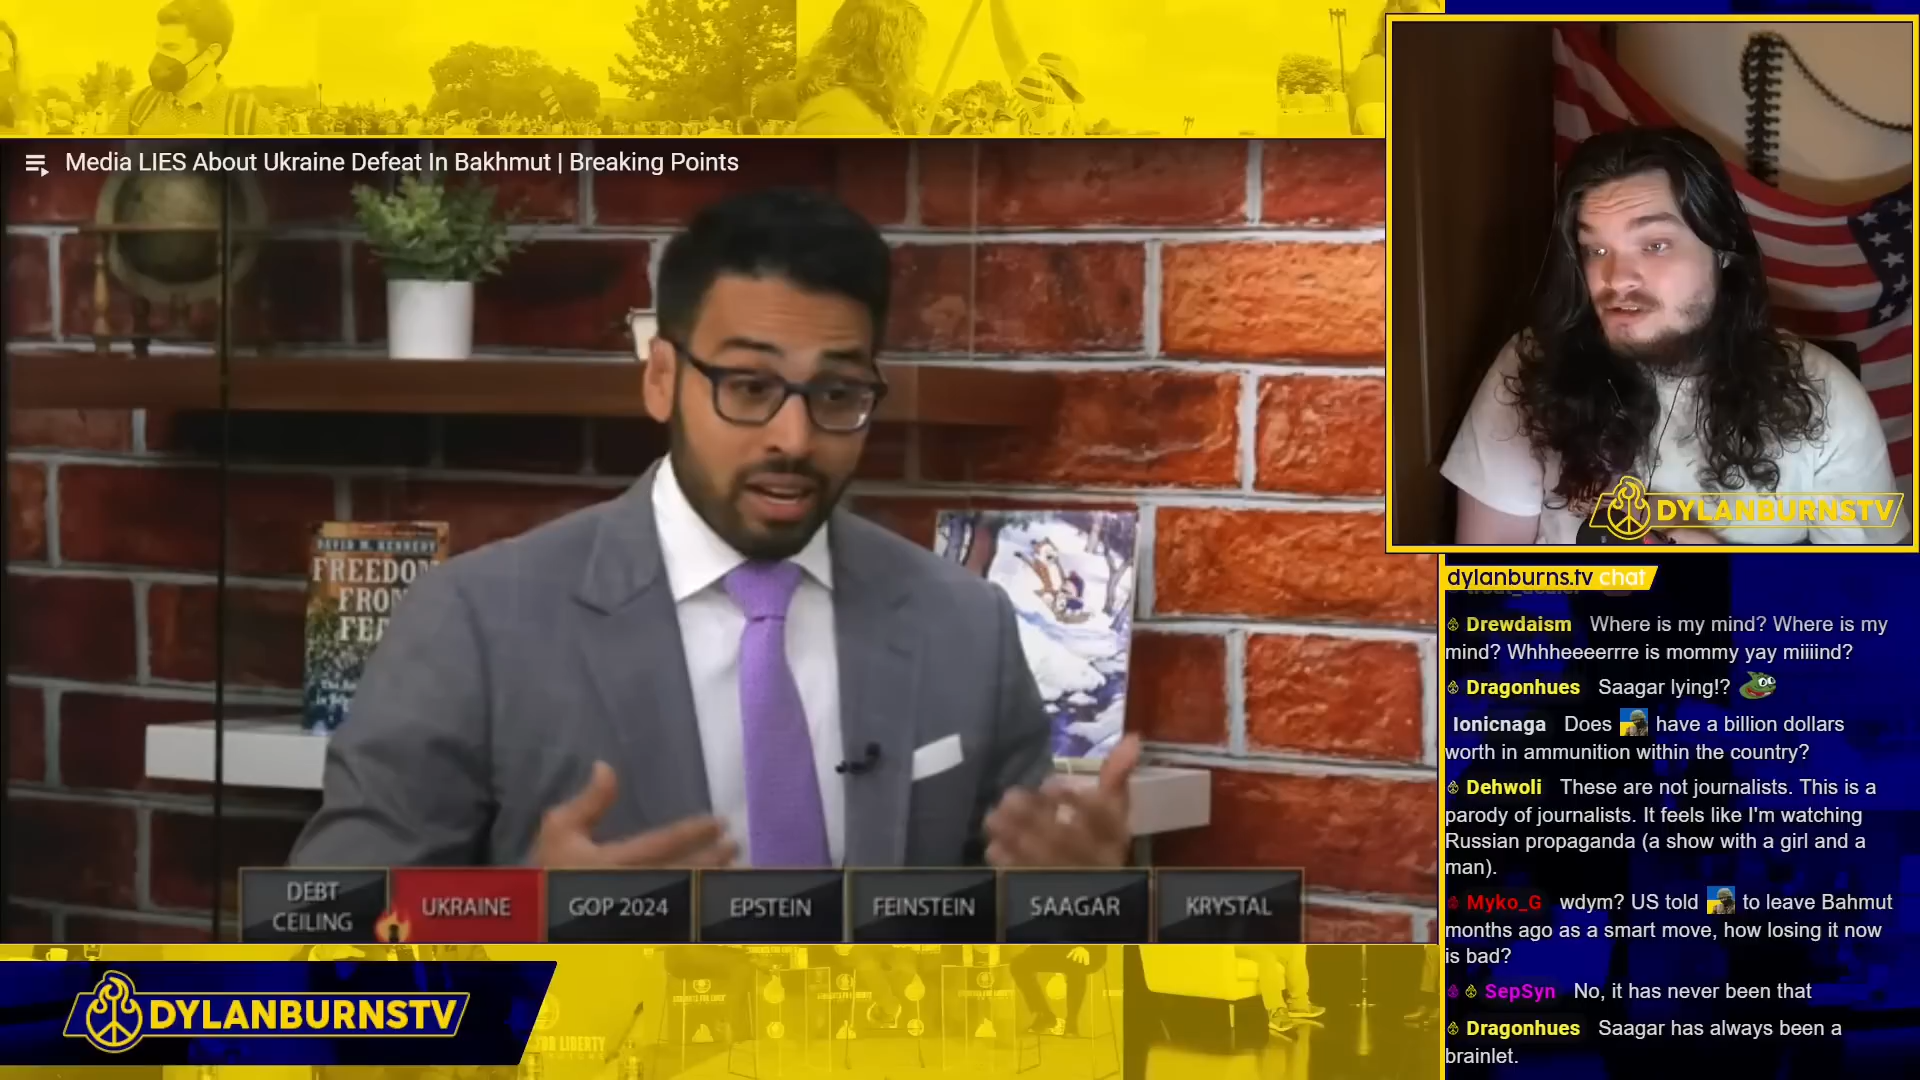 Media LIES About Ukraine Defeat In Bakhmut | Breaking Points
DAVID M. KENNEDY
FREEDOM
FROM
FEAR
DEBT
CEILING
UKRAINE
GOP 2024
EPSTEIN
FEINSTEIN
SAAGAR
KRYSTAL
DYLANBURNSTV
FOR LIBERTY
DYLANBURNSTV
dylanburns.tv chat
Drewdaism Where is my mind? Where is my
mind? Whhheeeerrre is mommy yay miiiind?
Dragonhues Saagar lying!?
Ionicnaga Does have a billion dollars
worth in ammunition within the country?
Dehwoli These are not journalists. This is a
parody of journalists. It feels like I'm watching
Russian propaganda (a show with a girl and a
man).
Myko_G wdym? US told to leave Bahmut
months ago as a smart move, how losing it now
is bad?
SepSyn No, it has never been that
Dragonhues Saagar has always been a
brainlet.